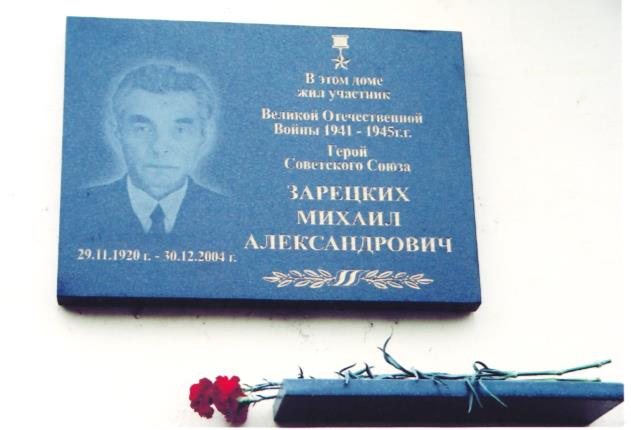 В этом доме
жил участник
Великой Отечественной
Войны 1941 - 1945г.г.
Герой
Советского Союза
ЗАРЕЦКИХ
МИХАИЛ
АЛЕКСАНДРОВИЧ
29.11.1920 г. - 30.12.2004 г.